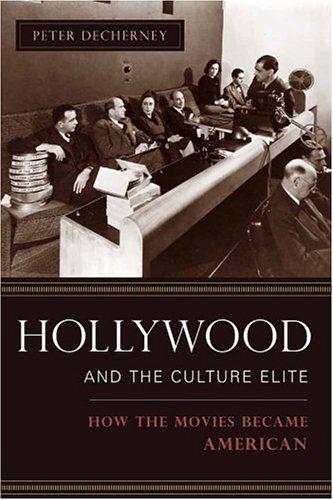 PETER DECHERNEY
HOLLYWOOD
AND THE CULTURE ELITE
HOW THE MOVIES BECAME
AMERICAN